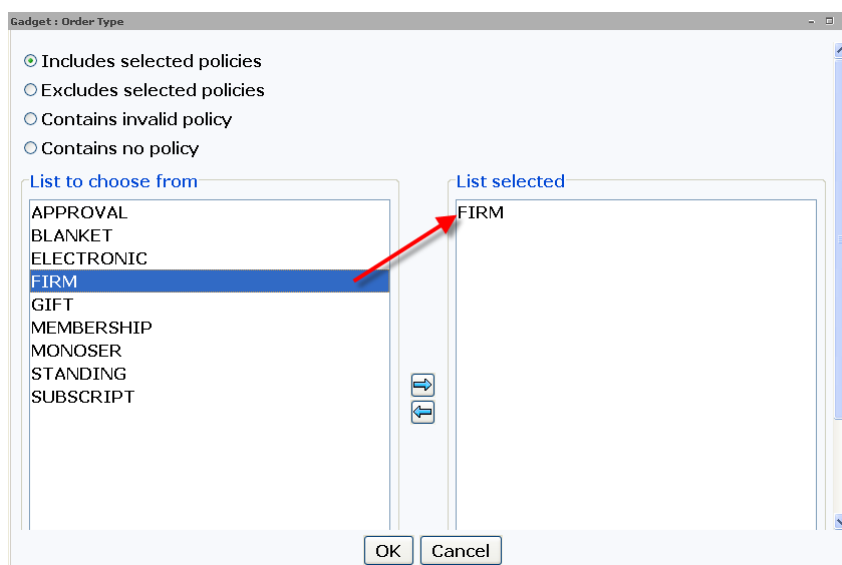 Gadget : Order Type
Includes selected policies
Excludes selected policies
Contains invalid policy
Contains no policy
List to choose from
APPROVAL
BLANKET
ELECTRONIC
FIRM
GIFT
MEMBERSHIP
MONOSER
STANDING
SUBSCRIPT
List selected
FIRM
OK Cancel